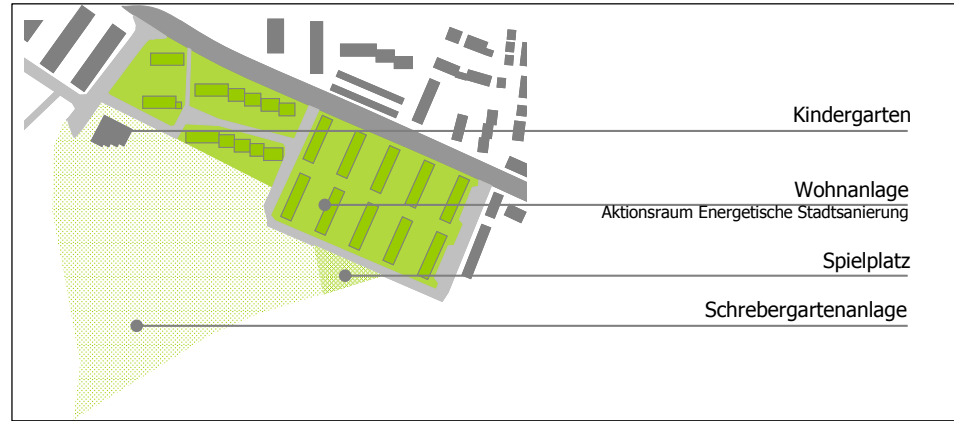 Kindergarten
Wohnanlage
Aktionsraum Energetische Stadtsanierung
Spielplatz
Schrebergartenanlage